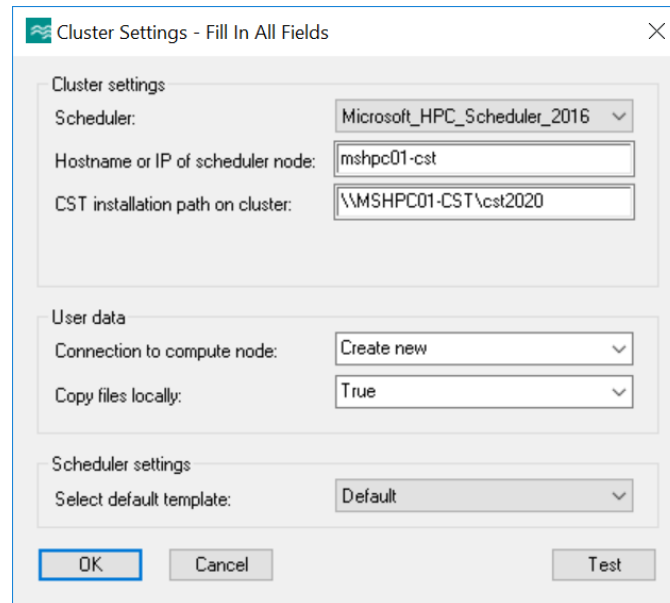 Cluster Settings - Fill In All Fields
Cluster settings
Scheduler: Microsoft_HPC_Scheduler_2016
Hostname or IP of scheduler node: mshpc01-cst
CST installation path on cluster: \\MSHPC01-CST\cst2020
User data
Connection to compute node: Create new
Copy files locally: True
Scheduler settings
Select default template: Default
OK Cancel Test